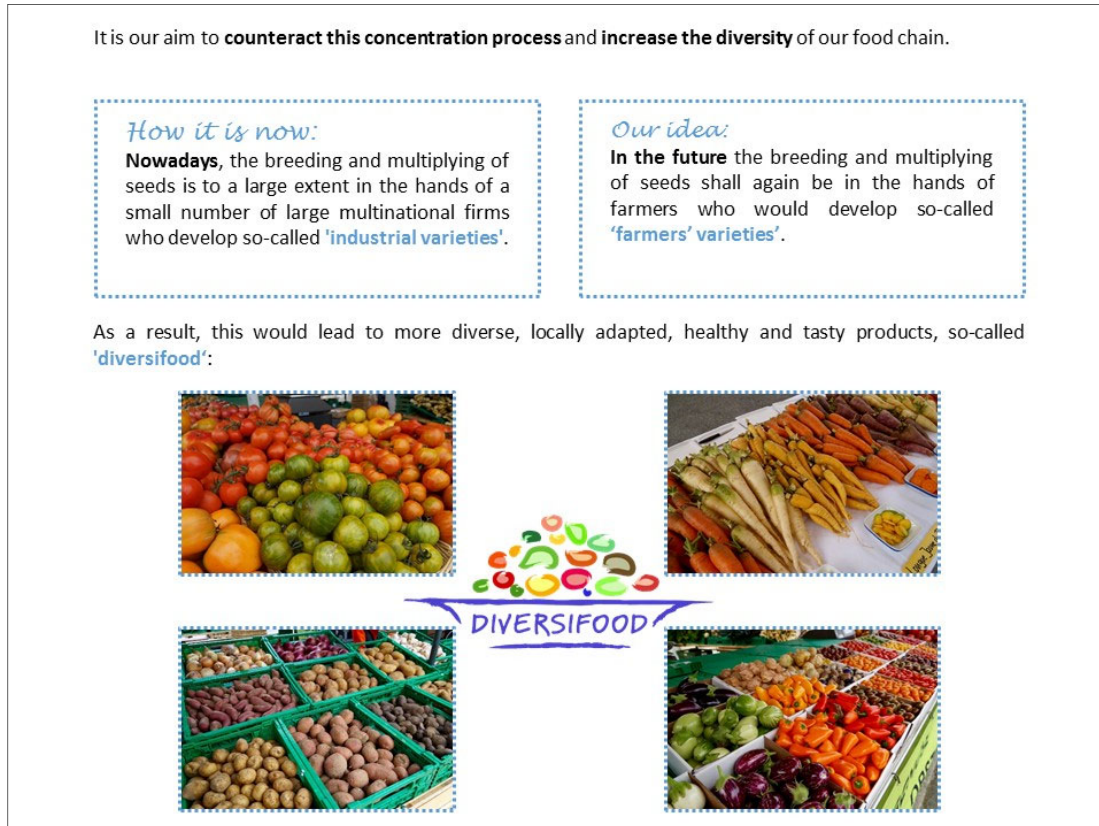 It is our aim to counteract this concentration process and increase the diversity of our food chain.
How it is now:
Nowadays, the breeding and multiplying of
seeds is to a large extent in the hands of a
small number of large multinational firms
who develop so-called 'industrial varieties'.
Our idea:
In the future the breeding and multiplying
of seeds shall again be in the hands of
farmers who would develop so-called
‘farmers’ varieties’.
As a result, this would lead to more diverse, locally adapted, healthy and tasty products, so-called
'diversifood‘:
DIVERSIFOOD